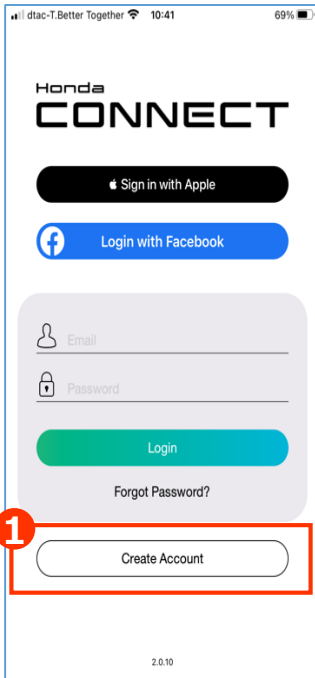 dtac-T.Better Together 10:41 69%
Honda
CONNECT
Sign in with Apple
Login with Facebook
Email
Password
Login
Forgot Password?
1
Create Account
2.0.10